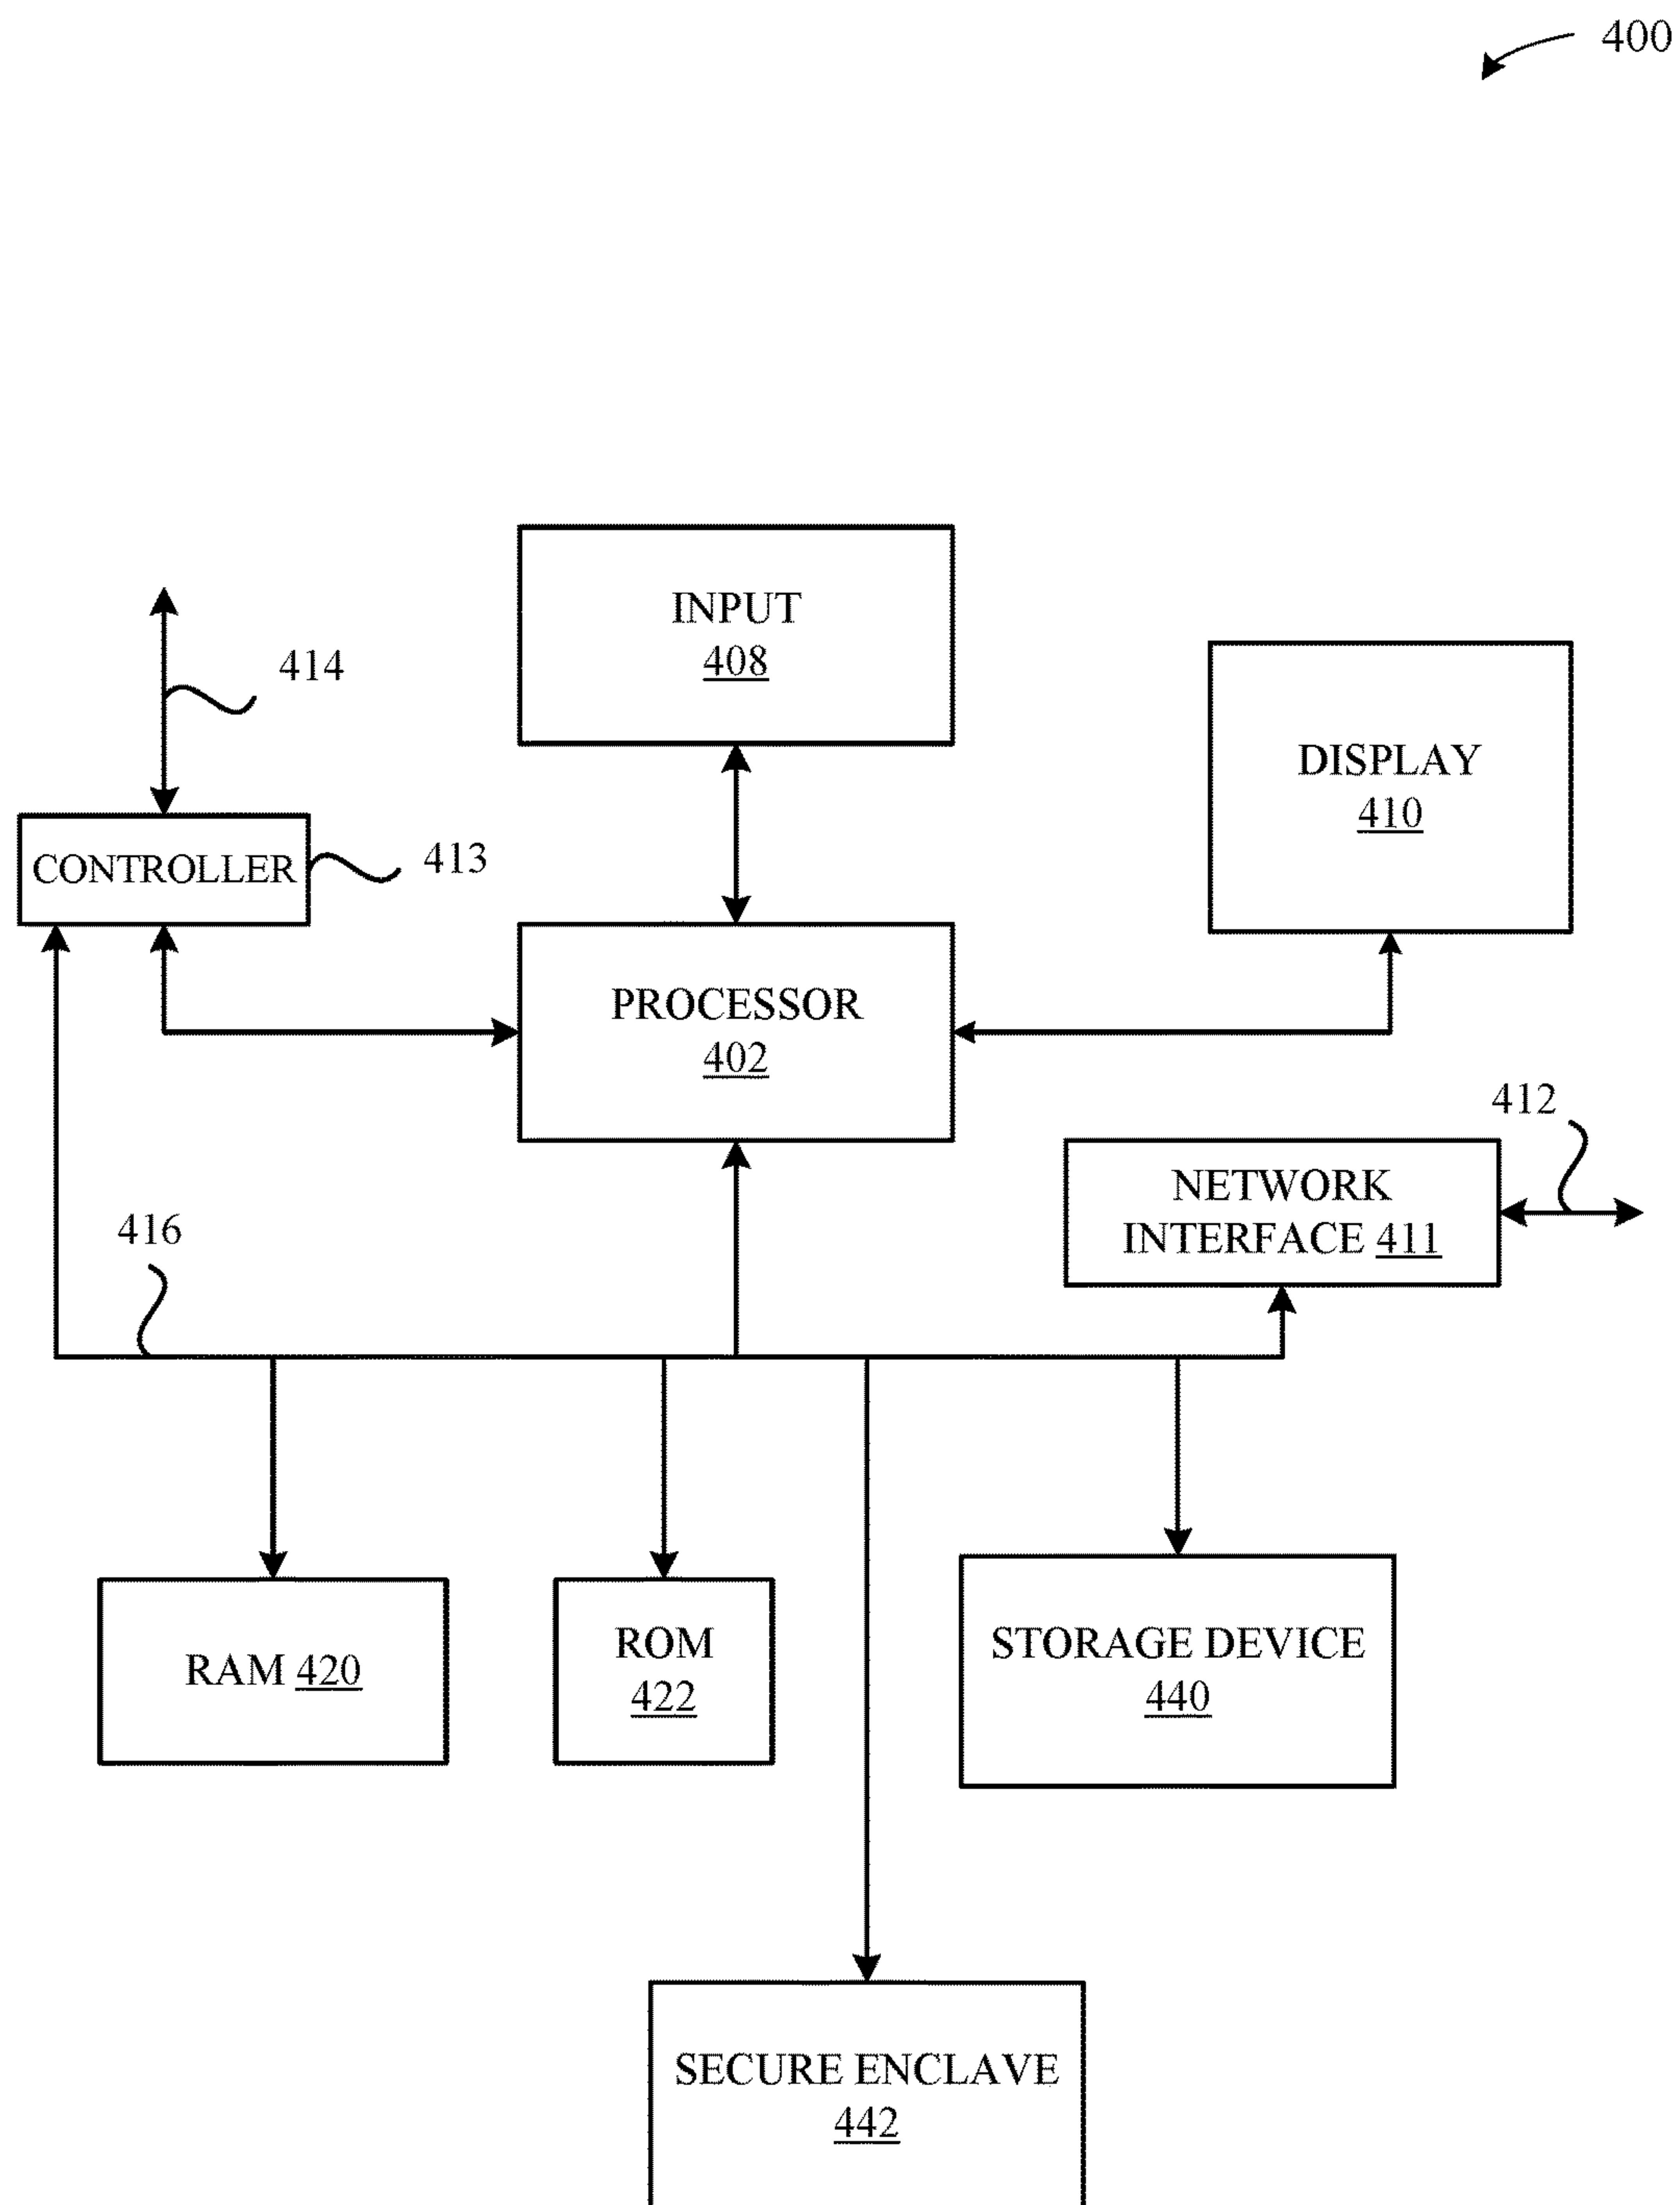 400
INPUT
408
414
DISPLAY
410
CONTROLLER
413
PROCESSOR
402
412
NETWORK
INTERFACE 411
416
RAM 420
ROM
422
STORAGE DEVICE
440
SECURE ENCLAVE
442